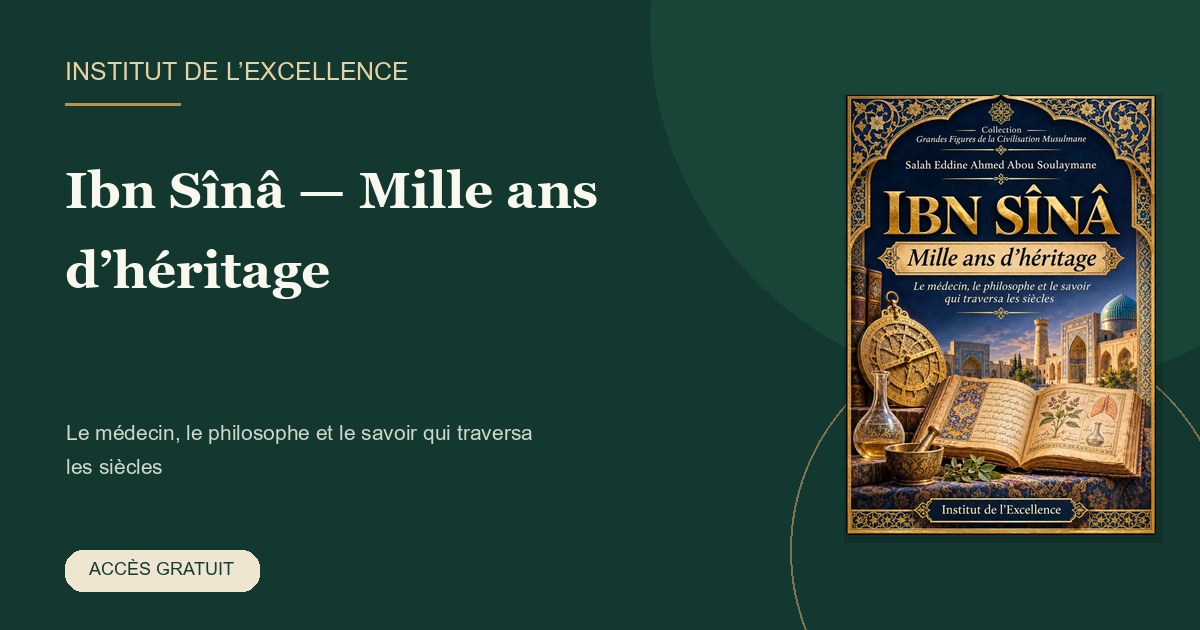 INSTITUT DE L’EXCELLENCE
Ibn Sînâ — Mille ans
d’héritage
Le médecin, le philosophe et le savoir qui traversa
les siècles
ACCÈS GRATUIT
Collection
Grandes Figures de la Civilisation Musulmane
Salah Eddine Ahmed Abou Soulaymane
IBN SÎNÂ
Mille ans d’héritage
Le médecin, le philosophe et le savoir
qui traversa les siècles
Institut de l’Excellence